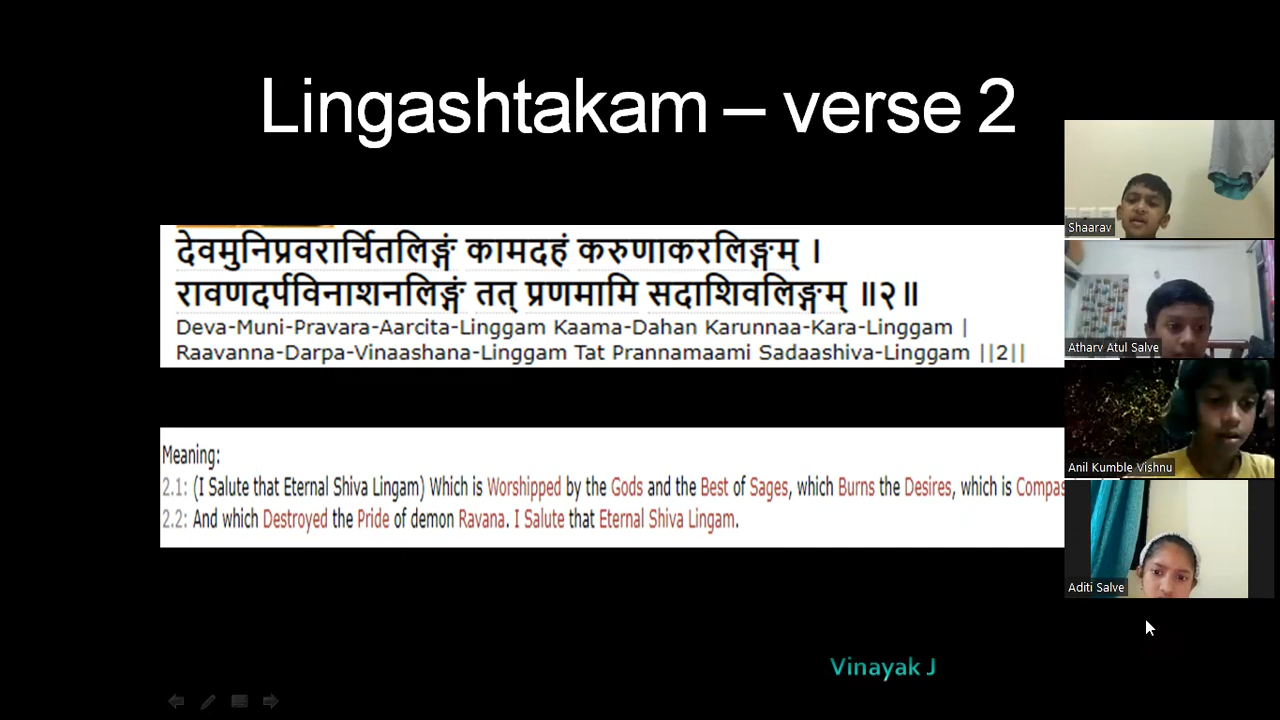 Lingashtakam – verse 2
देवमुनिप्रवरार्चितलिङ्गं कामदहं करुणाकरलिङ्गम् ।
रावणदर्पविनाशनलिङ्गं तत् प्रणमामि सदाशिवलिङ्गम् ॥२॥
Deva-Muni-Pravara-Aarcita-Linggam Kaama-Dahan Karunnaa-Kara-Linggam |
Raavanna-Darpa-Vinaashana-Linggam Tat Prannamaami Sadaashiva-Linggam ||2||
Meaning:
2.1: (I Salute that Eternal Shiva Lingam) Which is Worshipped by the Gods and the Best of Sages, which Burns the Desires, which is Compas
2.2: And which Destroyed the Pride of demon Ravana. I Salute that Eternal Shiva Lingam.
Shaarav
Atharv Atul Salve
Anil Kumble Vishnu
Aditi Salve
Vinayak J